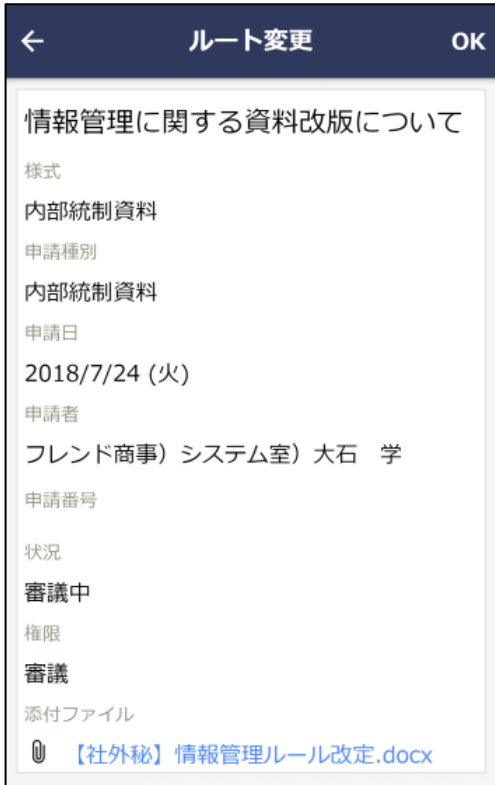 ルート変更 OK
情報管理に関する資料改版について
様式
内部統制資料
申請種別
内部統制資料
申請日
2018/7/24 (火)
申請者
フレンド商事）システム室）大石　学
申請番号
状況
審議中
権限
審議
添付ファイル
【社外秘】情報管理ルール改定.docx